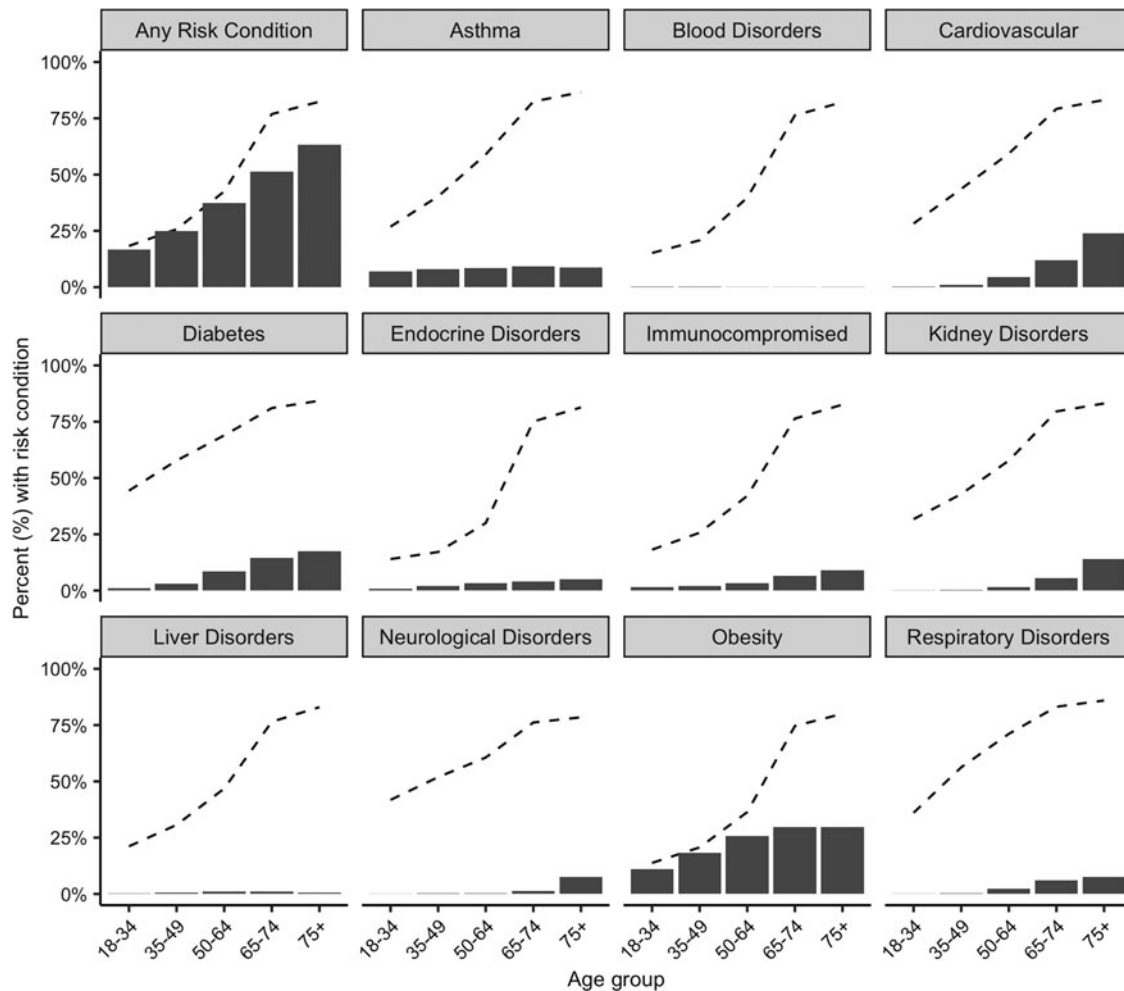 Any Risk Condition
Asthma
Blood Disorders
Cardiovascular
100%
75%
50%
25%
0%
Diabetes
Endocrine Disorders
Immunocompromised
Kidney Disorders
100%
75%
50%
25%
0%
Percent (%) with risk condition
Liver Disorders
Neurological Disorders
Obesity
Respiratory Disorders
100%
75%
50%
25%
0%
18-34
35-49
50-64
65-74
75+
18-34
35-49
50-64
65-74
75+
18-34
35-49
50-64
65-74
75+
18-34
35-49
50-64
65-74
75+
Age group